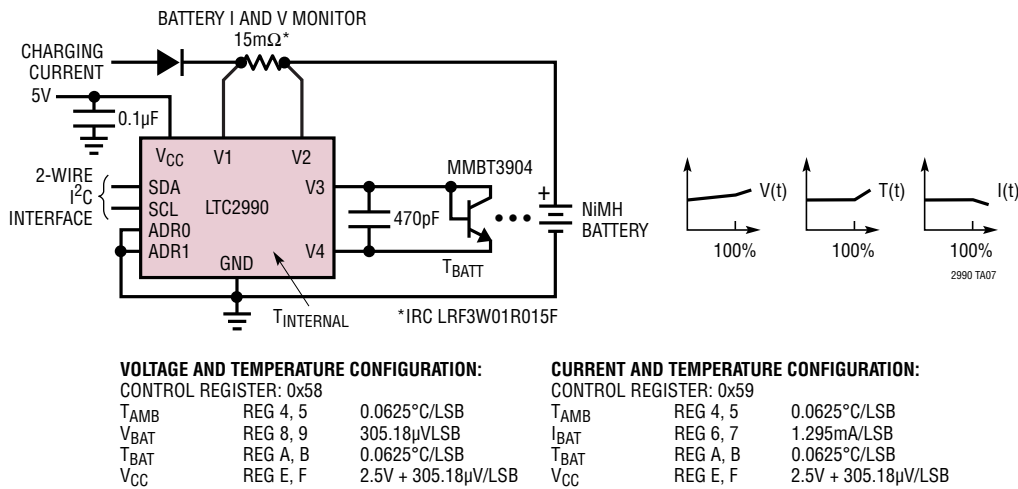 BATTERY I AND V MONITOR
15mΩ*
CHARGING
CURRENT
5V
0.1µF
VCC
V1
V2
MMBT3904
2-WIRE
I2C
INTERFACE
SDA
SCL
ADR0
ADR1
LTC2990
V3
V4
GND
470pF
TBATT
+
NiMH
BATTERY
TINTERNAL
*IRC LRF3W01R015F
V(t)
100%
T(t)
100%
I(t)
100%
2990 TA07
VOLTAGE AND TEMPERATURE CONFIGURATION:
CONTROL REGISTER: 0x58
TAMB REG 4, 5 0.0625°C/LSB
VBAT REG 8, 9 305.18µVLSB
TBAT REG A, B 0.0625°C/LSB
VCC REG E, F 2.5V + 305.18µV/LSB
CURRENT AND TEMPERATURE CONFIGURATION:
CONTROL REGISTER: 0x59
TAMB REG 4, 5 0.0625°C/LSB
IBAT REG 6, 7 1.295mA/LSB
TBAT REG A, B 0.0625°C/LSB
VCC REG E, F 2.5V + 305.18µV/LSB